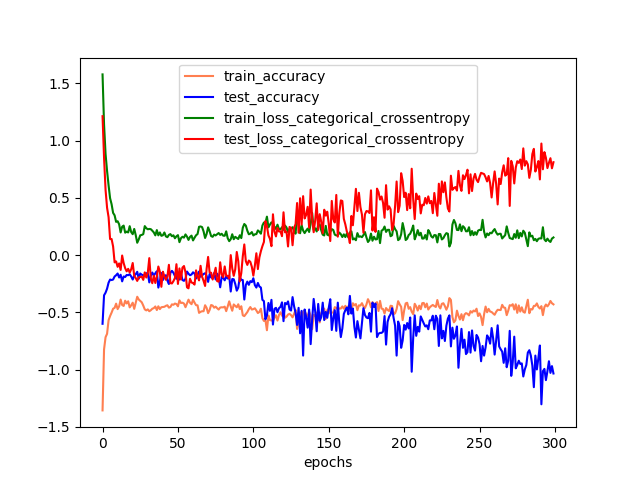 train_accuracy
test_accuracy
train_loss_categorical_crossentropy
test_loss_categorical_crossentropy
1.5
1.0
0.5
0.0
−0.5
−1.0
−1.5
0 50 100 150 200 250 300
epochs